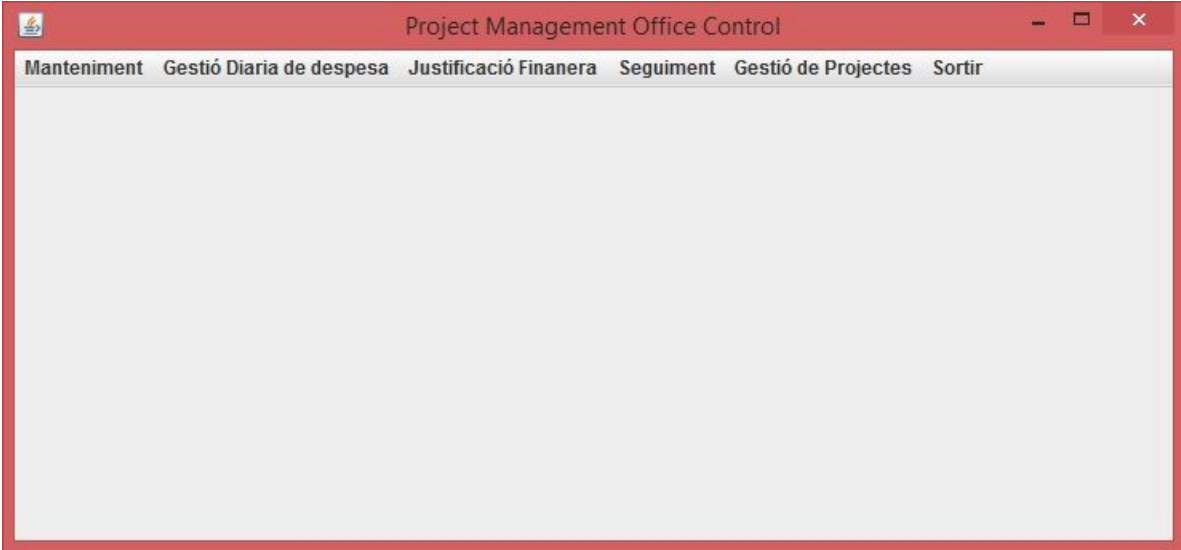 Project Management Office Control
Manteniment Gestió Diaria de despesa Justificació Finanera Seguiment Gestió de Projectes Sortir